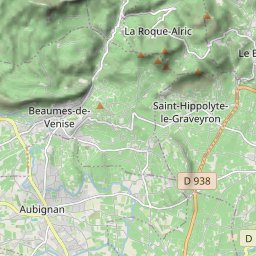 La Roque-Alric
Le B
Beaumes-de-
Venise
Saint-Hippolyte-
le-Graveyron
D 938
Aubignan
D